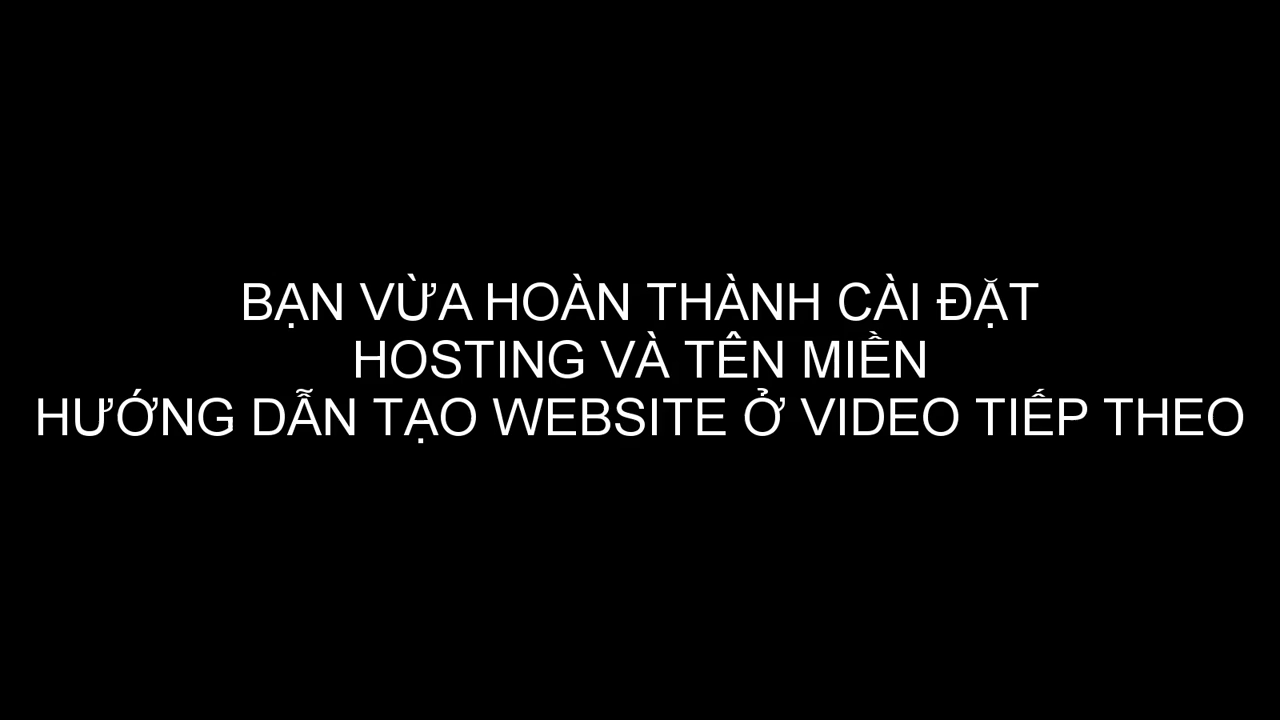 BẠN VỪA HOÀN THÀNH CÀI ĐẶT
HOSTING VÀ TÊN MIỀN
HƯỚNG DẪN TẠO WEBSITE Ở VIDEO TIẾP THEO